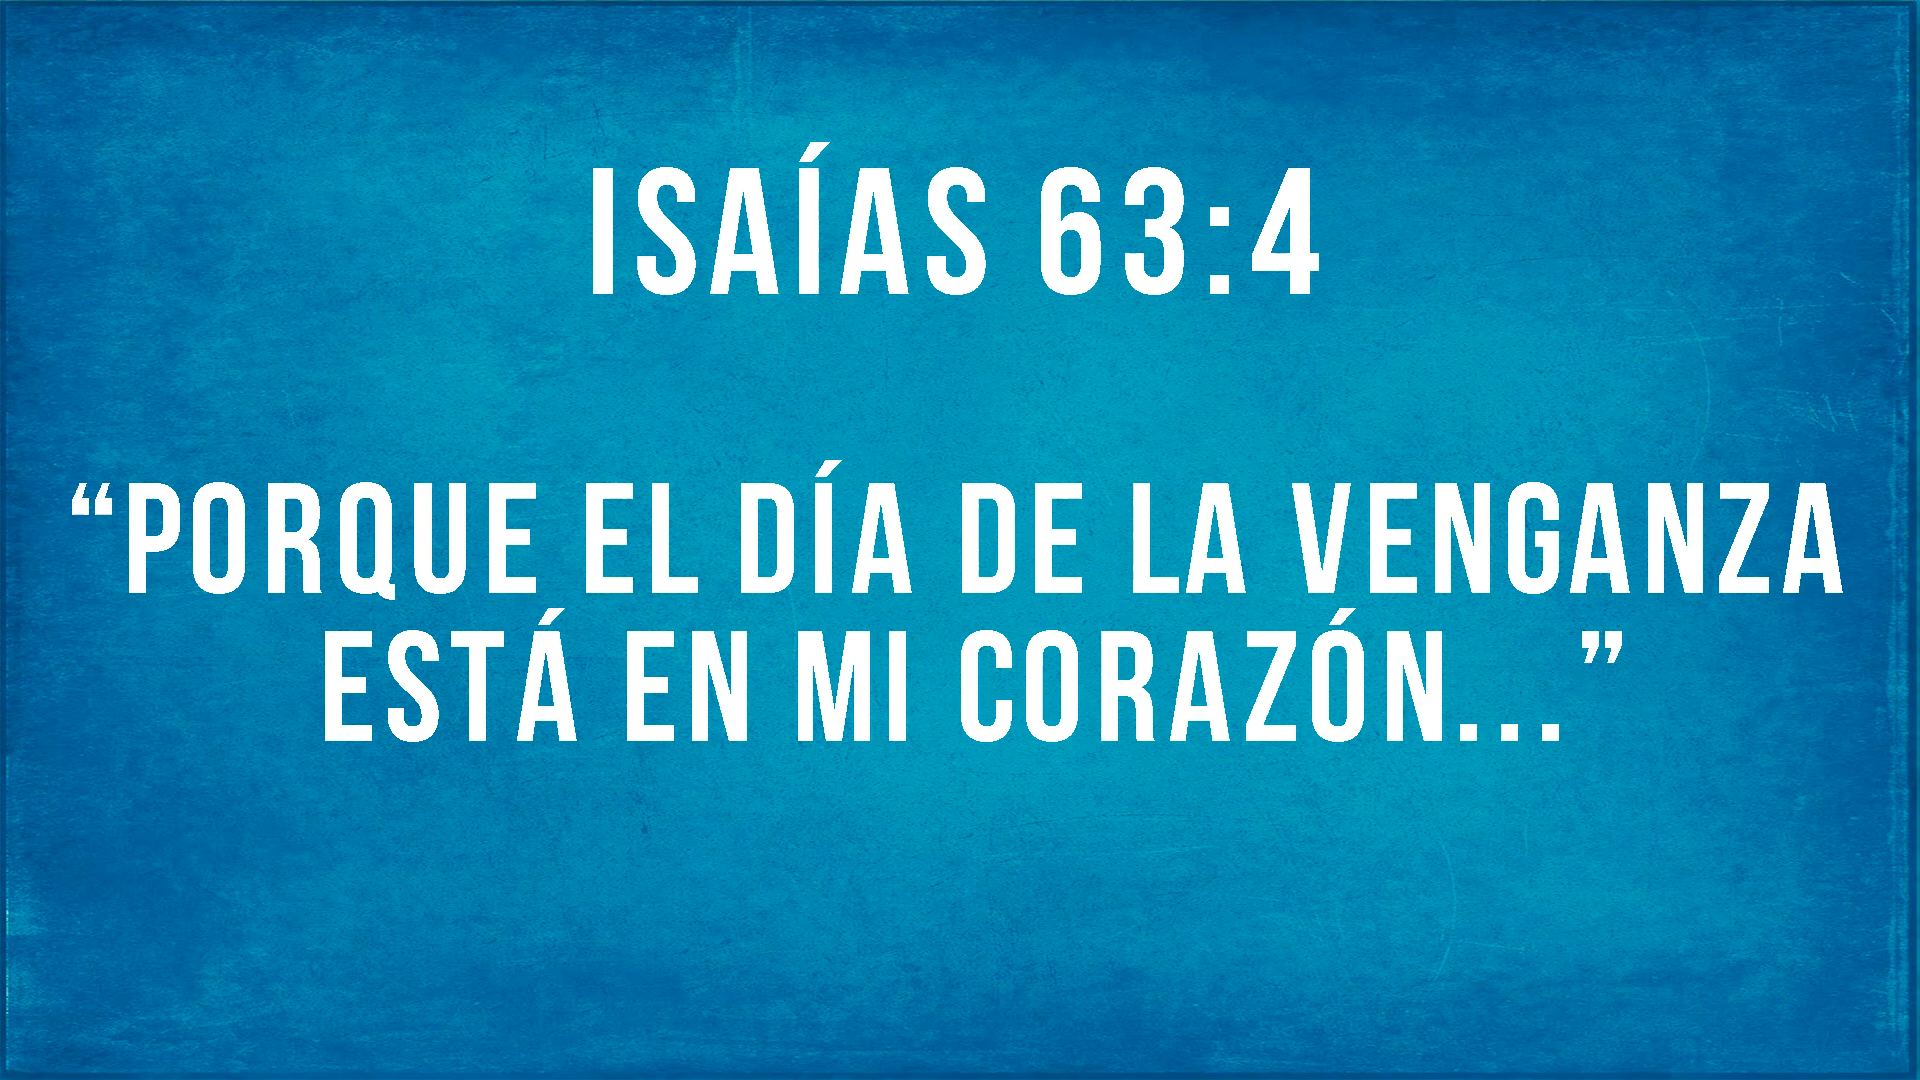 ISAÍAS 63:4
“PORQUE EL DÍA DE LA VENGANZA
ESTÁ EN MI CORAZÓN...”